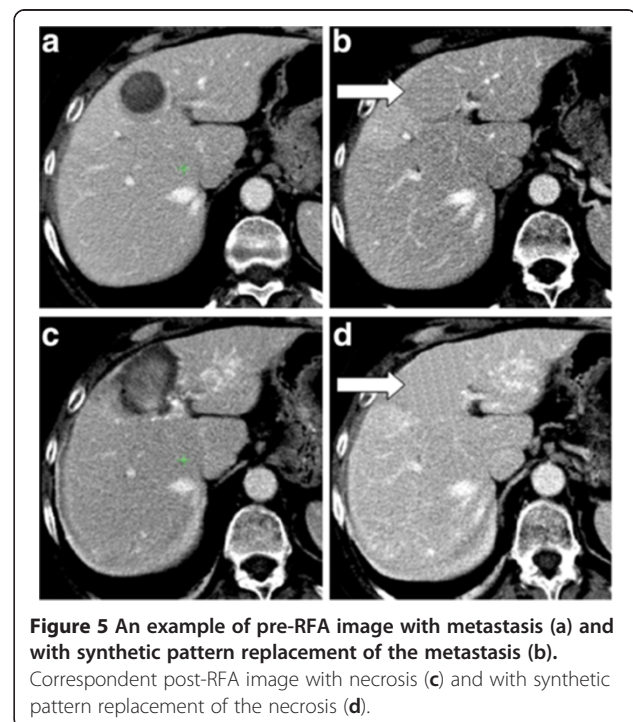 a
b
c
d
Figure 5 An example of pre-RFA image with metastasis (a) and
with synthetic pattern replacement of the metastasis (b).
Correspondent post-RFA image with necrosis (c) and with synthetic
pattern replacement of the necrosis (d).